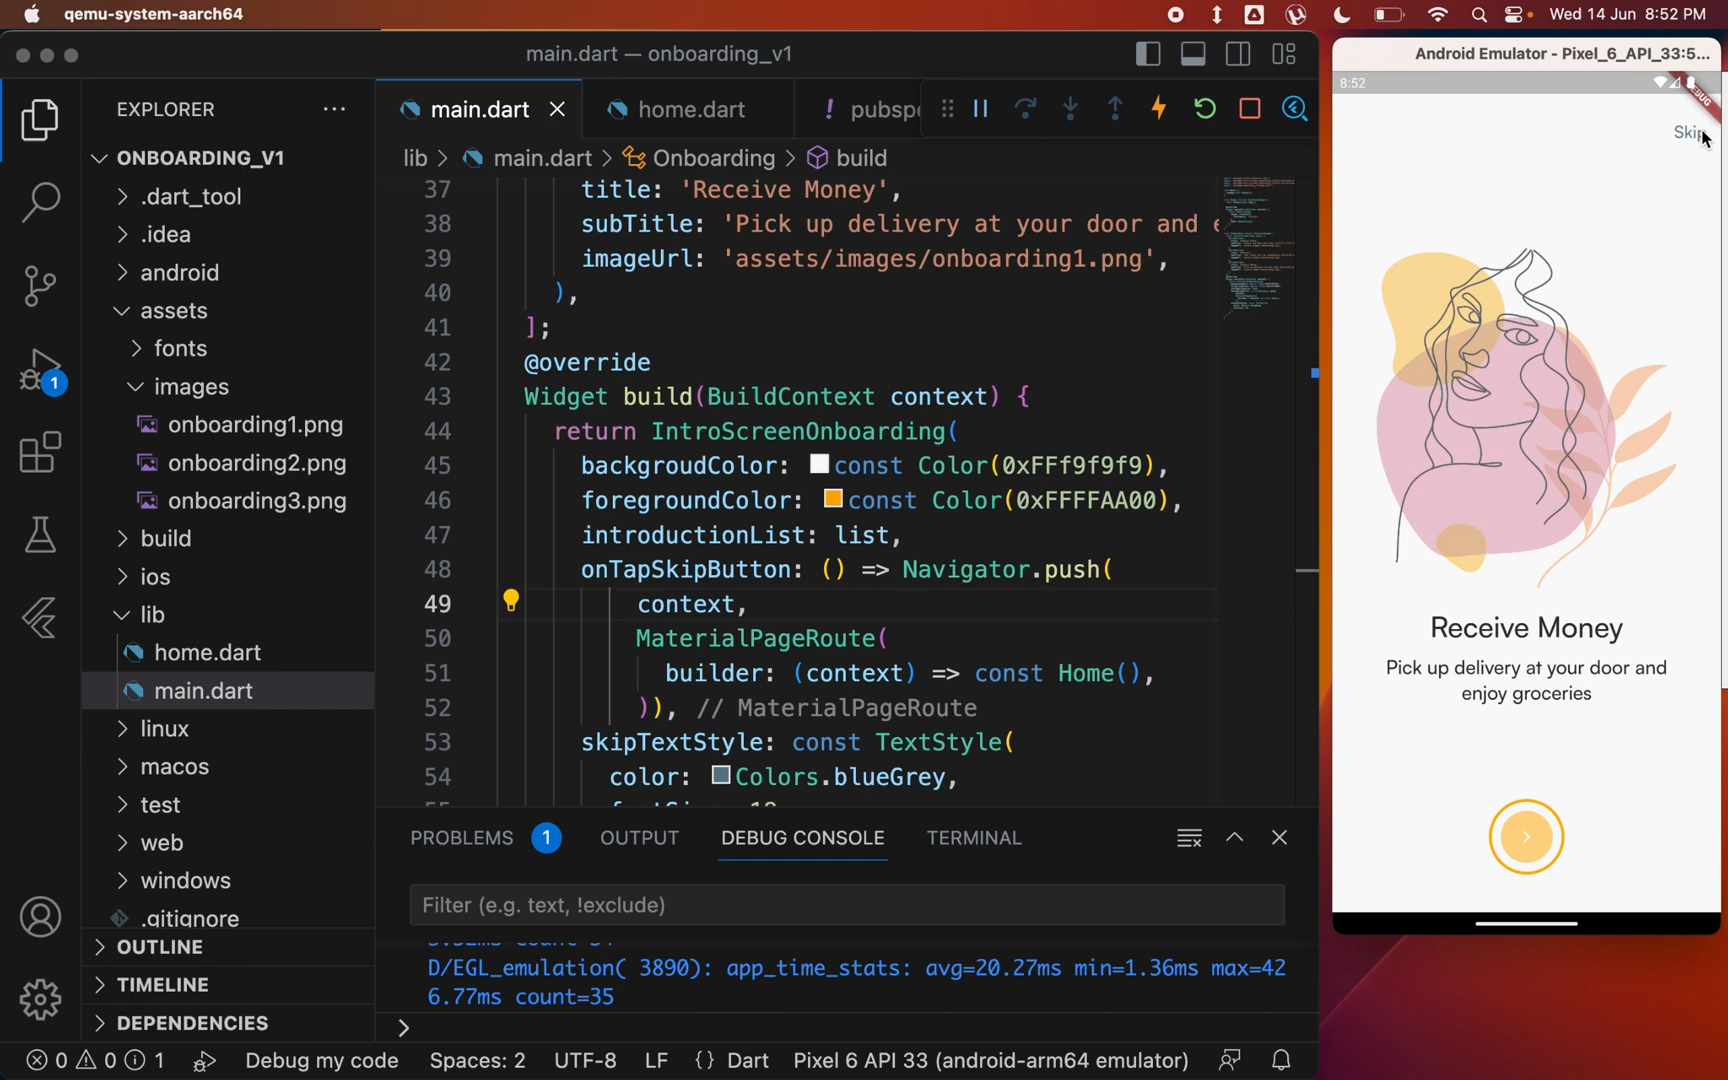 qemu-system-aarch64
Wed 14 Jun 8:52 PM
main.dart — onboarding_v1
EXPLORER
ONBOARDING_V1
.dart_tool
.idea
android
assets
fonts
images
onboarding1.png
onboarding2.png
onboarding3.png
build
ios
lib
home.dart
main.dart
linux
macos
test
web
windows
.gitignore
OUTLINE
TIMELINE
DEPENDENCIES
1
main.dart
home.dart
! pubspe
lib > main.dart > Onboarding > build
37 title: 'Receive Money',
38 subTitle: 'Pick up delivery at your door and e
39 imageUrl: 'assets/images/onboarding1.png',
40 ),
41 ];
42 @override
43 Widget build(BuildContext context) {
44 return IntroScreenOnboarding(
45 backgroudColor: const Color(0xFFf9f9f9),
46 foregroundColor: const Color(0xFFFFAA00),
47 introductionList: list,
48 onTapSkipButton: () => Navigator.push(
49 context,
50 MaterialPageRoute(
51 builder: (context) => const Home(),
52 )), // MaterialPageRoute
53 skipTextStyle: const TextStyle(
54 color: Colors.blueGrey,
PROBLEMS 1 OUTPUT DEBUG CONSOLE TERMINAL
Filter (e.g. text, !exclude)
D/EGL_emulation( 3890): app_time_stats: avg=20.27ms min=1.36ms max=42
6.77ms count=35
0 0 1 Debug my code Spaces: 2 UTF-8 LF {} Dart Pixel 6 API 33 (android-arm64 emulator)
Android Emulator - Pixel_6_API_33:5...
8:52
Skip
Receive Money
Pick up delivery at your door and
enjoy groceries